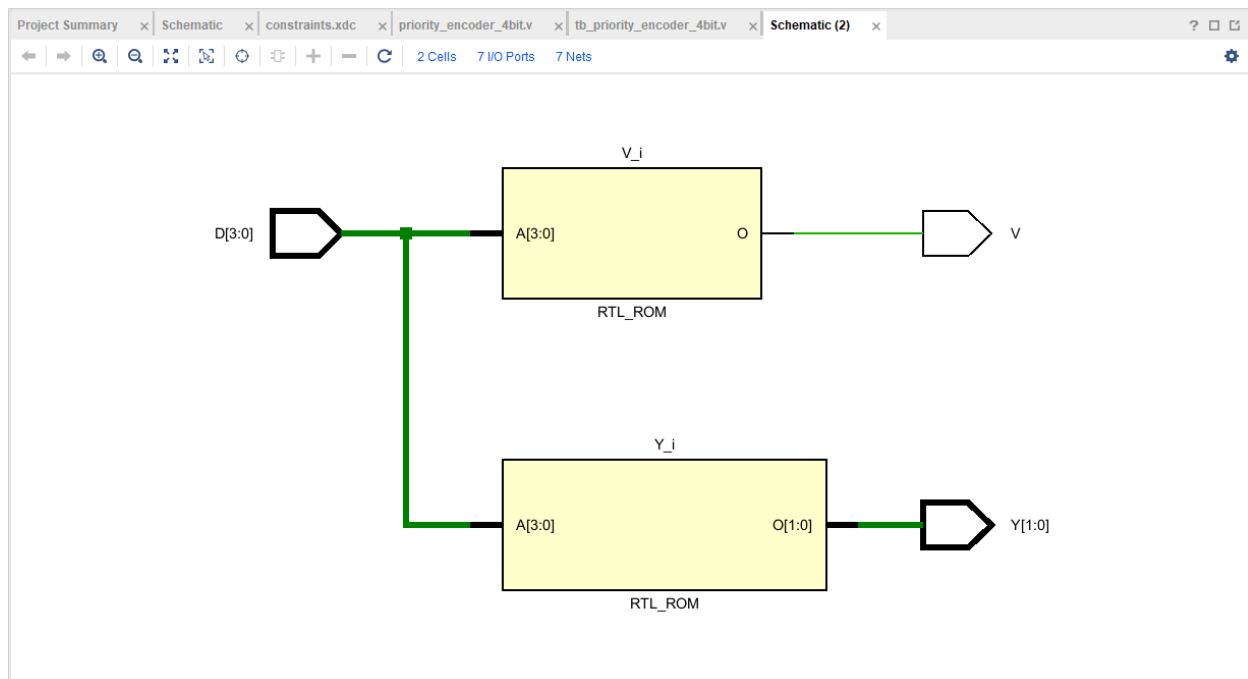 Project Summary × Schematic × constraints.xdc × priority_encoder_4bit.v × tb_priority_encoder_4bit.v × Schematic (2) × ?
2 Cells 7 I/O Ports 7 Nets
V_i
D[3:0] A[3:0] O V
RTL_ROM
Y_i
A[3:0] O[1:0] Y[1:0]
RTL_ROM